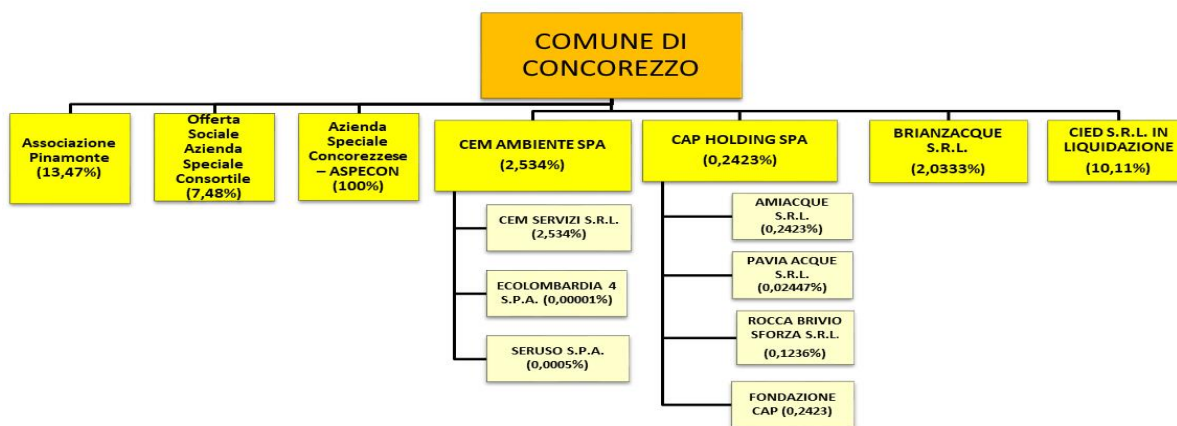 COMUNE DI
CONCOREZZO
Associazione
Pinamonte
(13,47%)
Offerta
Sociale
Azienda
Speciale
Consortile
(7,48%)
Azienda
Speciale
Concorezzese
– ASPECON
(100%)
CEM AMBIENTE SPA
(2,534%)
CAP HOLDING SPA
(0,2423%)
BRIANZACQUE
S.R.L.
(2,0333%)
CIED S.R.L. IN
LIQUIDAZIONE
(10,11%)
CEM SERVIZI S.R.L.
(2,534%)
ECOLOMBARDIA 4
S.P.A. (0,00001%)
SERUSO S.P.A.
(0,0005%)
AMIACQUE
S.R.L.
(0,2423%)
PAVIA ACQUE
S.R.L.
(0,02447%)
ROCCA BRIVIO
SFORZA S.R.L.
(0,1236%)
FONDAZIONE
CAP (0,2423)